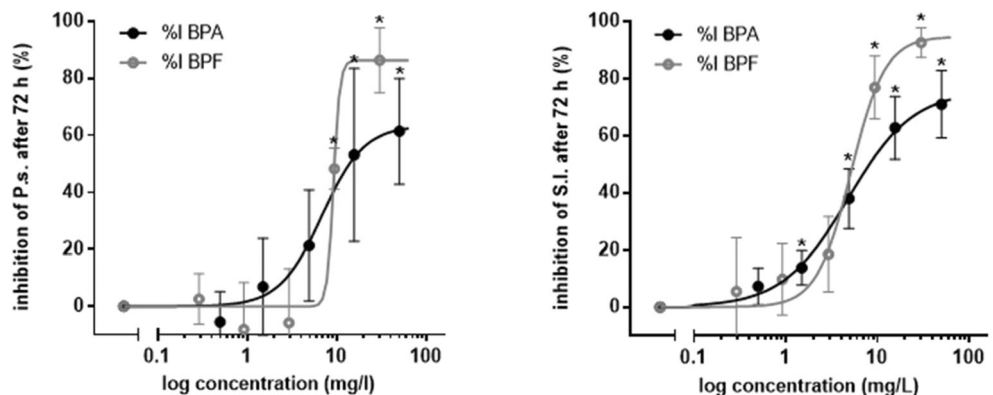 100
80
60
40
20
0
inhibition of P.s. after 72 h (%)
%I BPA
%I BPF
*
*
*
*
0.1 1 10 100
log concentration (mg/l)
100
80
60
40
20
0
inhibition of S.I. after 72 h (%)
%I BPA
%I BPF
*
*
*
*
*
*
0.1 1 10 100
log concentration (mg/L)